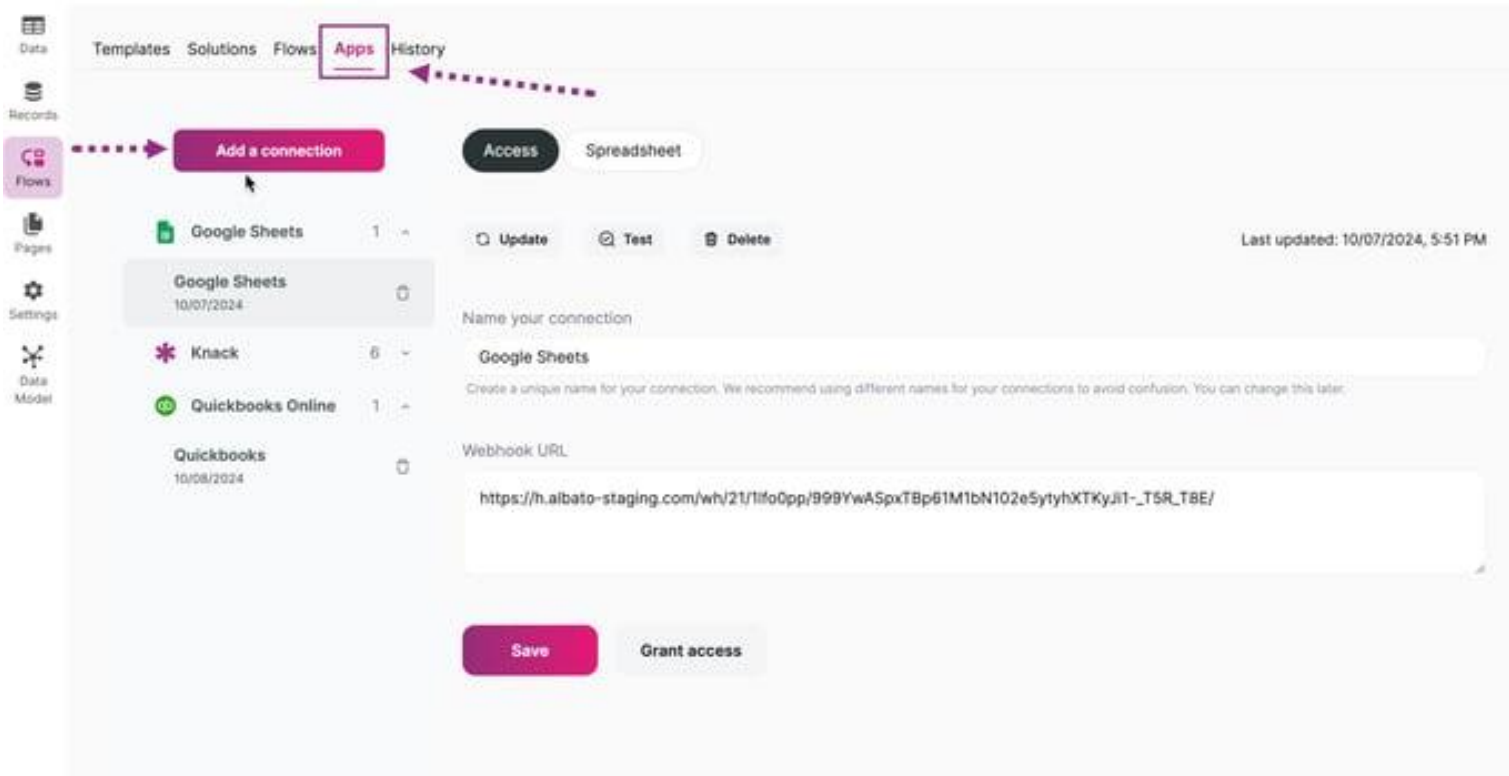 Data
Records
Flows
Pages
Settings
Data
Model
Templates Solutions Flows Apps History
Add a connection
Google Sheets 1
Google Sheets
10/07/2024
Knack 6
Quickbooks Online 1
Quickbooks
10/08/2024
Access Spreadsheet
Update Test Delete
Last updated: 10/07/2024, 5:51 PM
Name your connection
Google Sheets
Create a unique name for your connection. We recommend using different names for your connections to avoid confusion. You can change this later.
Webhook URL
https://h.albato-staging.com/wh/21/1lfo0pp/999YwASpxTBp61M1bN102e5ytyhXTKyJi1-_T5R_T8E/
Save Grant access